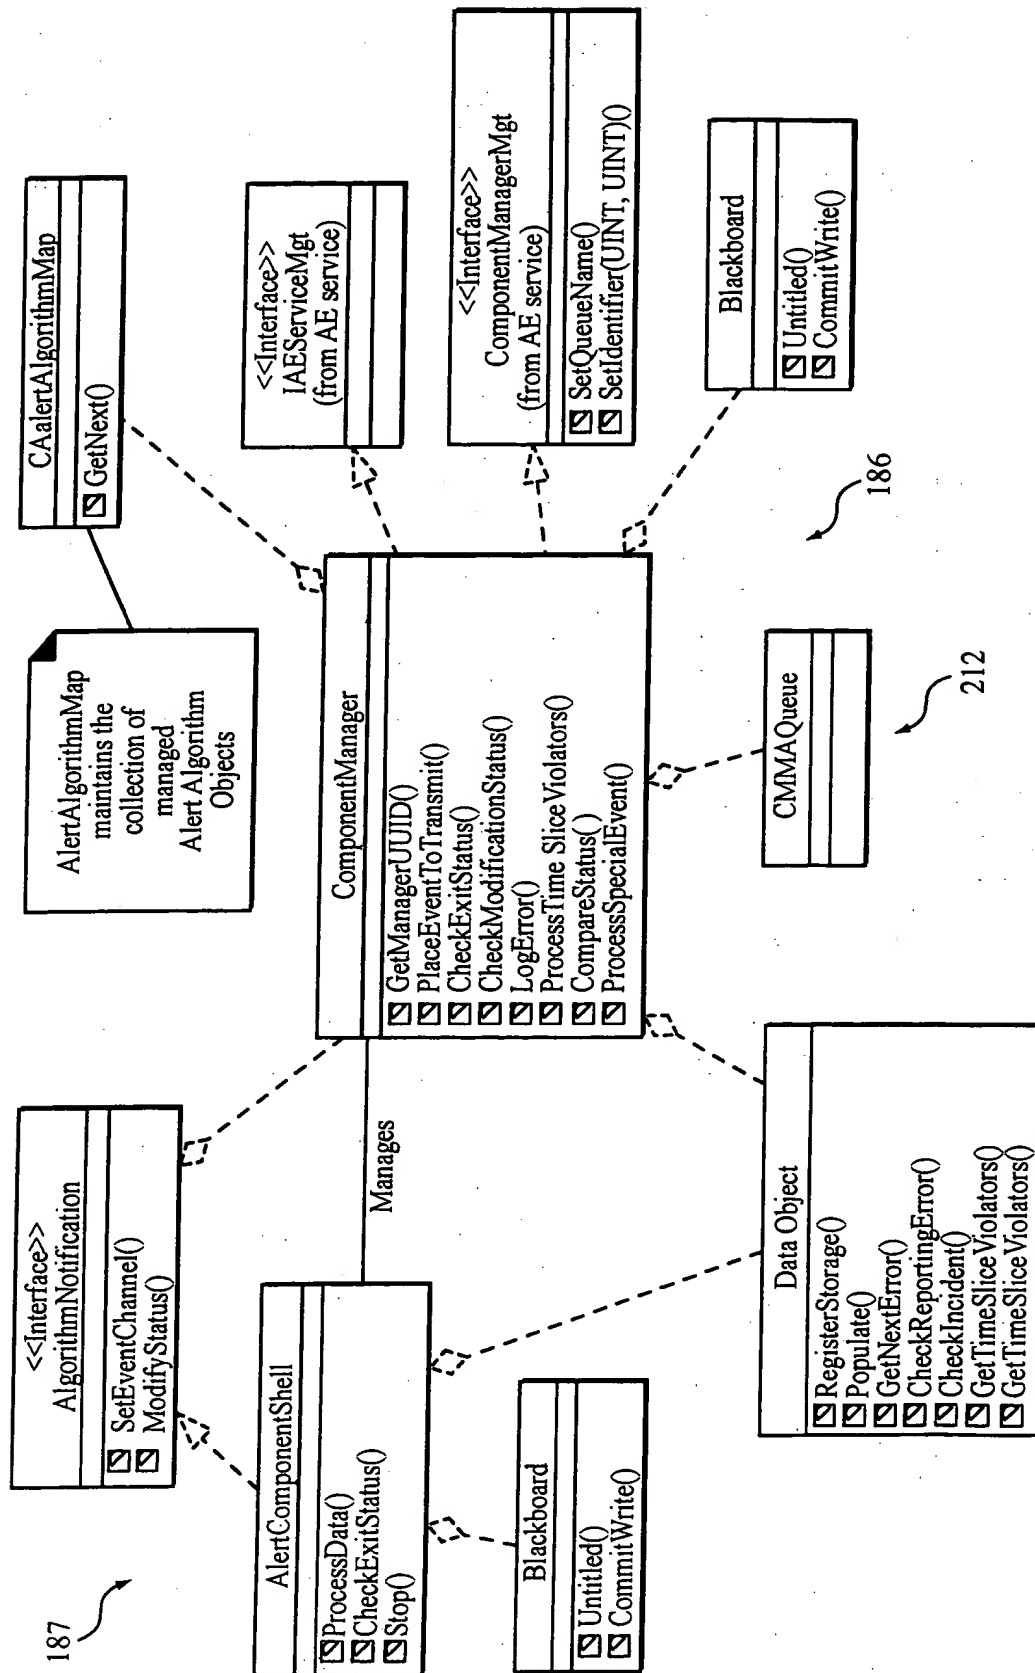 187
<<Interface>>
AlgorithmNotification
SetEventChannel()
ModifyStatus()
AlertAlgorithmMap
maintains the
collection of
managed
Alert Algorithm
Objects
CAalertAlgorithmMap
GetNext()
<<Interface>>
IAEServiceMgt
(from AE service)
AlertComponentShell
ProcessData()
CheckExitStatus()
Stop()
Manages
ComponentManager
GetManagerUUID()
PlaceEventToTransmit()
CheckExitStatus()
CheckModificationStatus()
LogError()
ProcessTime SliceViolators()
CompareStatus()
ProcessSpecialEvent()
<<Interface>>
ComponentManagerMgt
(from AE service)
SetQueueName()
SetIdentifier(UINT, UINT)()
Blackboard
Untitled()
CommitWrite()
Data Object
RegisterStorage()
Populate()
GetNextError()
CheckReportingError()
CheckIncident()
GetTimeSliceViolators()
GetTimeSliceViolators()
CMMAQueue
212
186
Blackboard
Untitled()
CommitWrite()